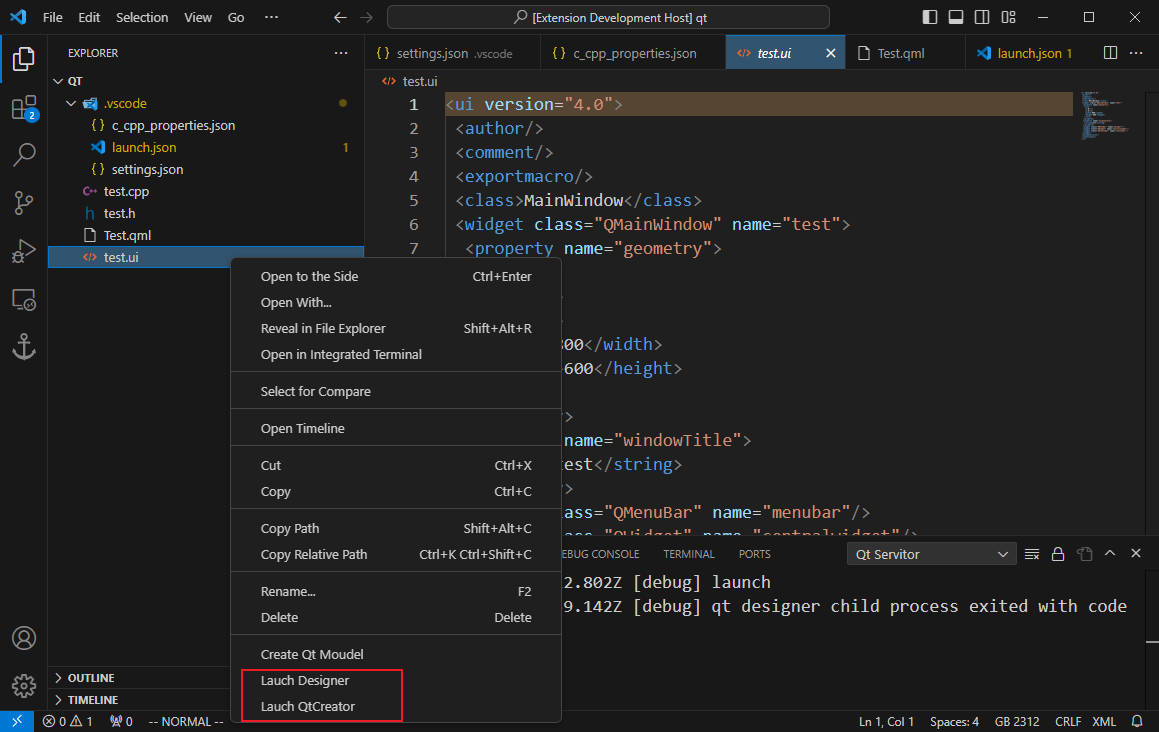 File Edit Selection View Go ··· [Extension Development Host] qt
EXPLORER ···
QT
.vscode
{} c_cpp_properties.json
launch.json 1
{} settings.json
C++ test.cpp
h test.h
Test.qml
test.ui
OUTLINE
TIMELINE
2
{} settings.json .vscode
{} c_cpp_properties.json
test.ui
Test.qml
launch.json 1
···
test.ui
1 <ui version="4.0">
2 <author/>
3 <comment/>
4 <exportmacro/>
5 <class>MainWindow</class>
6 <widget class="QMainWindow" name="test">
7 <property name="geometry">
00</width>
600</height>
>
name="windowTitle">
test</string>
>
ass="QMenuBar" name="menubar"/>
ass="QWidget" name="centralwidget"/>
Open to the Side Ctrl+Enter
Open With...
Reveal in File Explorer Shift+Alt+R
Open in Integrated Terminal
Select for Compare
Open Timeline
Cut Ctrl+X
Copy Ctrl+C
Copy Path Shift+Alt+C
Copy Relative Path Ctrl+K Ctrl+Shift+C
Rename... F2
Delete Delete
Create Qt Moudel
Lauch Designer
Lauch QtCreator
EBUG CONSOLE TERMINAL PORTS Qt Servitor
2.802Z [debug] launch
9.142Z [debug] qt designer child process exited with code
0 1 0 -- NORMAL -- Ln 1, Col 1 Spaces: 4 GB 2312 CRLF XML